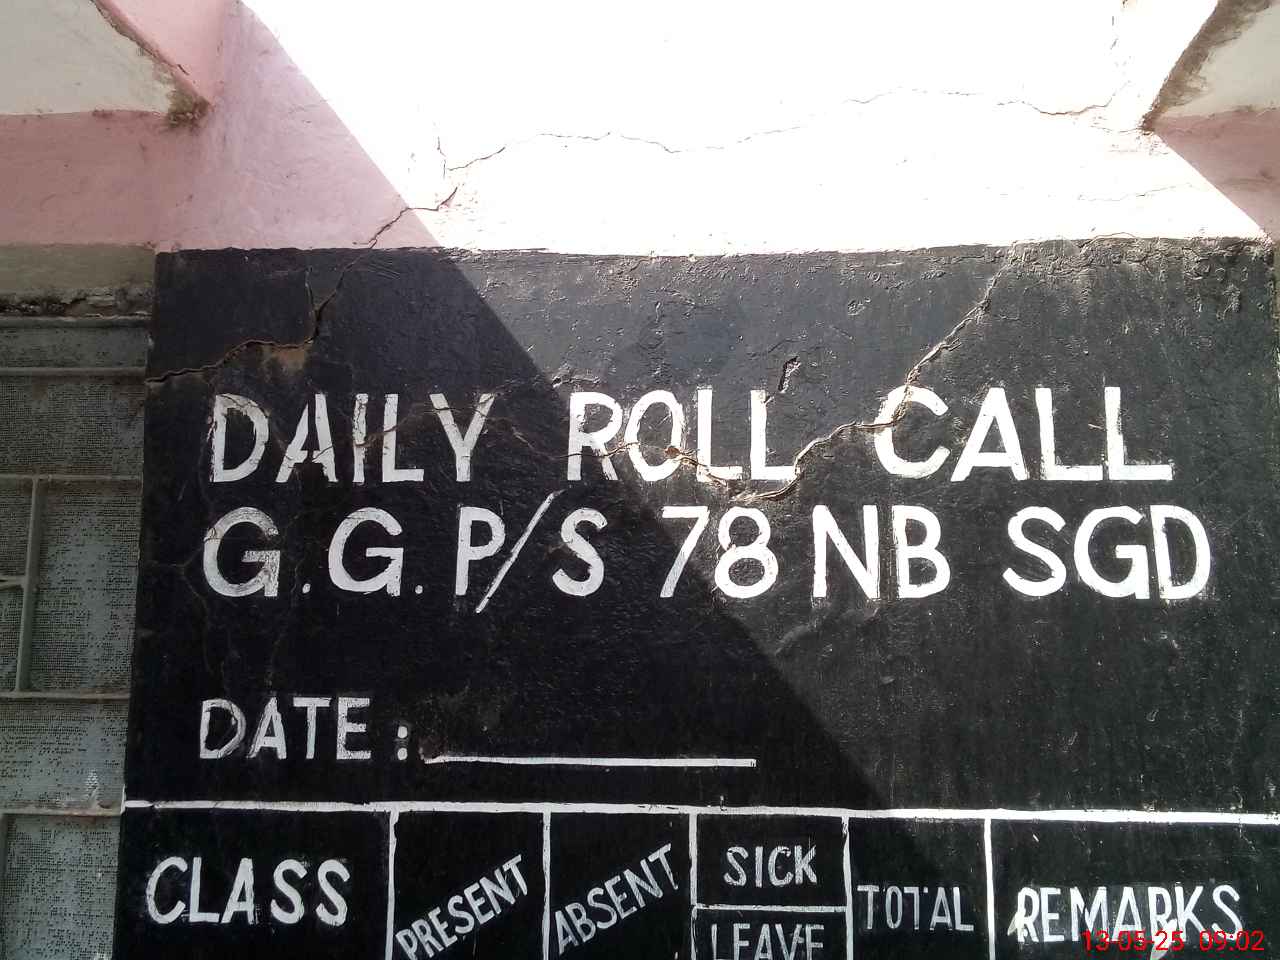 DAILY ROLL CALL
G.G.P/S 78 NB SGD
DATE:
CLASS PRESENT ABSENT SICK LEAVE TOTAL REMARKS
13-05-25 09:02